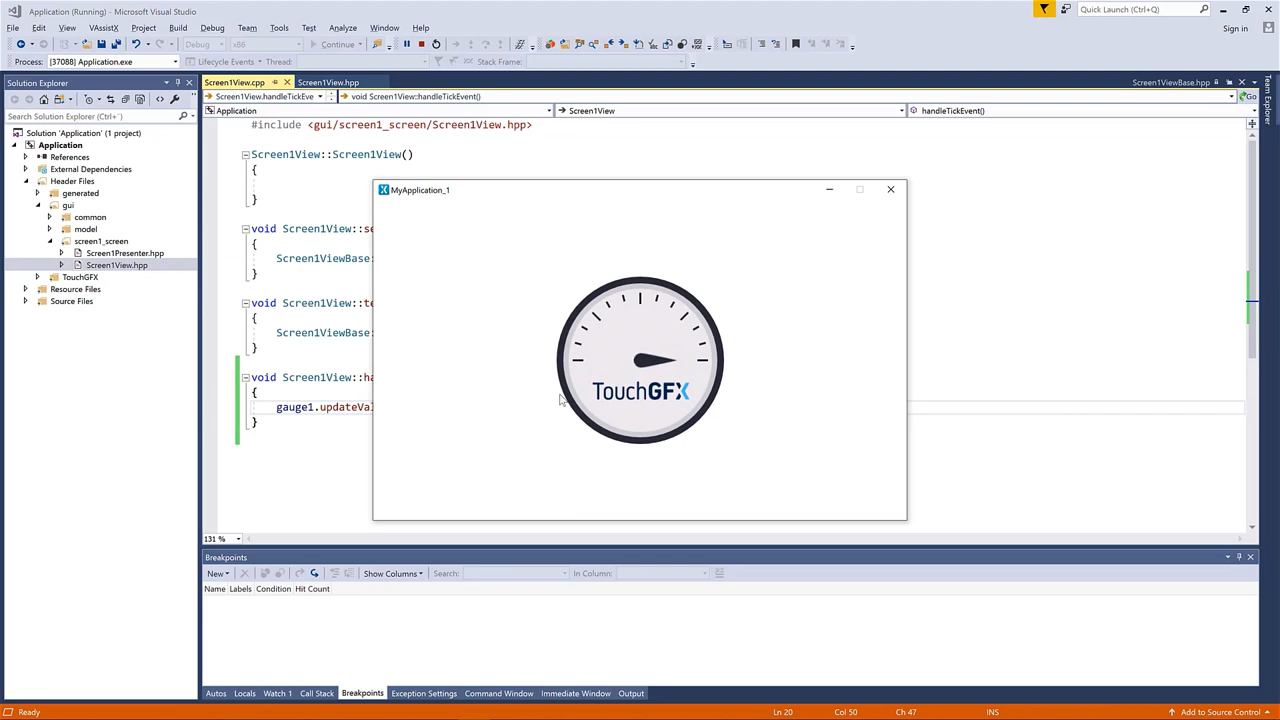 Application (Running) - Microsoft Visual Studio
Quick Launch (Ctrl+Q)
File Edit View VAssistX Project Build Debug Team Tools Test Analyze Window Help
Sign in
Debug x86 Continue
Process: [37088] Application.exe Lifecycle Events Thread: Stack Frame:
Solution Explorer
Screen1View.cpp Screen1View.hpp Screen1ViewBase.hpp
Screen1View.handleTickEve void Screen1View::handleTickEvent() Go
Application Screen1View handleTickEvent()
Search Solution Explorer (Ctrl+`)
Solution 'Application' (1 project)
Application
References
External Dependencies
Header Files
generated
gui
common
model
screen1_screen
Screen1Presenter.hpp
Screen1View.hpp
TouchGFX
Resource Files
Source Files
#include <gui/screen1_screen/Screen1View.hpp>
Screen1View::Screen1View()
{
}
void Screen1View::se
{
Screen1ViewBase:
}
void Screen1View::te
{
Screen1ViewBase:
}
void Screen1View::ha
{
gauge1.updateVal
}
MyApplication_1
TouchGFX
Team Explorer
131 %
Breakpoints
New Show Columns Search: In Column:
Name Labels Condition Hit Count
Autos Locals Watch 1 Call Stack Breakpoints Exception Settings Command Window Immediate Window Output
Ready Ln 20 Col 50 Ch 47 INS Add to Source Control